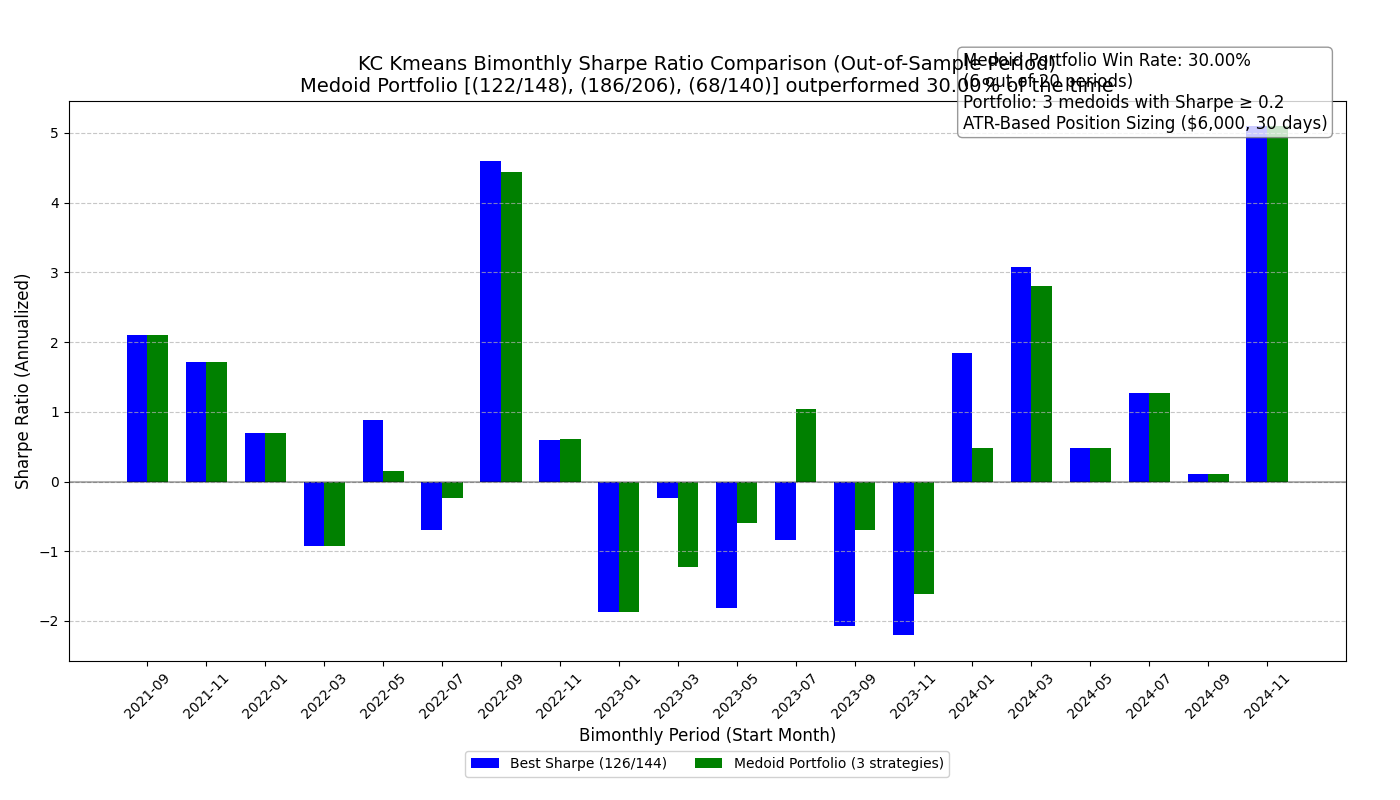 KC Kmeans Bimonthly Sharpe Ratio Comparison (Out-of-Sample Period)
Medoid Portfolio [(122/148), (186/206), (68/140)] outperformed 30.00% of the time
Medoid Portfolio Win Rate: 30.00%
(6 out of 20 periods)
Portfolio: 3 medoids with Sharpe ≥ 0.2
ATR-Based Position Sizing ($6,000, 30 days)
Sharpe Ratio (Annualized)
5
4
3
2
1
0
−1
−2
2021-09
2021-11
2022-01
2022-03
2022-05
2022-07
2022-09
2022-11
2023-01
2023-03
2023-05
2023-07
2023-09
2023-11
2024-01
2024-03
2024-05
2024-07
2024-09
2024-11
Bimonthly Period (Start Month)
Best Sharpe (126/144)
Medoid Portfolio (3 strategies)